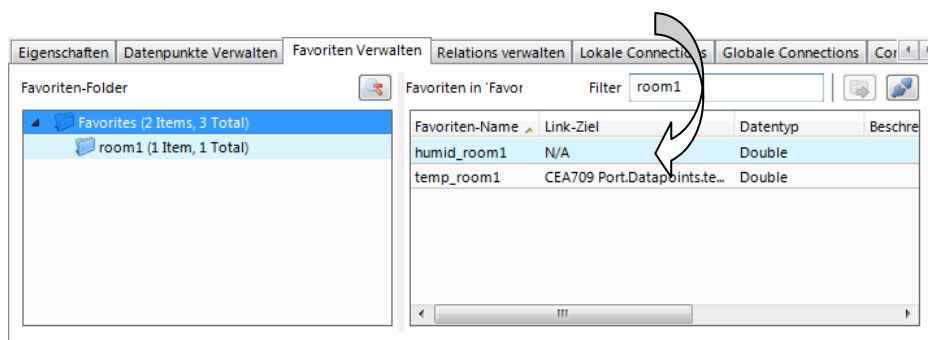 Eigenschaften Datenpunkte Verwalten Favoriten Verwalten Relations verwalten Lokale Connections Globale Connections Cor
Favoriten-Folder
Favorites (2 Items, 3 Total)
room1 (1 Item, 1 Total)
Favoriten in 'Favor Filter room1
Favoriten-Name Link-Ziel Datentyp Beschre
humid_room1 N/A Double
temp_room1 CEA709 Port.Datapoints.te... Double